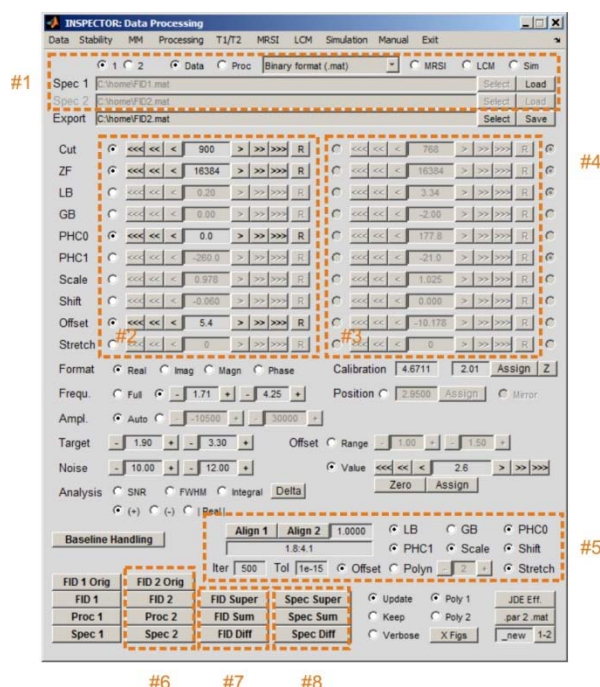 INSPECTOR: Data Processing
Data Stability MM Processing T1/T2 MRSI LCM Simulation Manual Exit
1 2 Data Proc Binary format (.mat) MRSI LCM Sim
#1
Spec 1 C:\home\FID1.mat Select Load
Spec 2 C:\home\FID2.mat Select Load
Export C:\home\FID2.mat Select Save
Cut <<< << < 900 > >> >>> R <<< << < 768 > >> >>> R
#4
ZF <<< << < 16384 > >> >>> R <<< << < 16384 > >> >>> R
LB <<< << < 0.20 > >> >>> R <<< << < 3.34 > >> >>> R
GB <<< << < 0.00 > >> >>> R <<< << < -2.00 > >> >>> R
PHC0 <<< << < 0.0 > >> >>> R <<< << < 177.8 > >> >>> R
PHC1 <<< << < -260.0 > >> >>> R <<< << < -21.0 > >> >>> R
Scale <<< << < 0.978 > >> >>> R <<< << < 1.025 > >> >>> R
Shift <<< << < -0.060 > >> >>> R <<< << < 0.000 > >> >>> R
Offset <<< << < 5.4 > >> >>> R <<< << < -10.178 > >> >>> R
#2 #3
Stretch <<< << < 0 > >> >>> R <<< << < 0 > >> >>> R
Format Real Imag Magn Phase Calibration 4.6711 2.01 Assign Z
Frequ. Full - 1.71 + - 4.25 + Position 2.9500 Assign Mirror
Ampl. Auto - -10500 + - 30000 +
Target - 1.90 + - 3.30 + Offset Range - 1.00 + - 1.50 +
Noise - 10.00 + - 12.00 + Value <<< << < 2.6 > >> >>>
Zero Assign
Analysis SNR FWHM Integral Delta
(+) (-) | Real |
Align 1 Align 2 1.0000 LB GB PHC0
Baseline Handling
1.8:4.1 PHC1 Scale Shift
#5
Iter 500 Tol 1e-15 Offset Polyn - 2 + Stretch
FID 1 Orig FID 2 Orig
FID 1 FID 2 FID Super Spec Super Update Poly 1 JDE Eff.
Proc 1 Proc 2 FID Sum Spec Sum Keep Poly 2 .par 2 .mat
Spec 1 Spec 2 FID Diff Spec Diff Verbose X Figs _new 1-2
#6 #7 #8